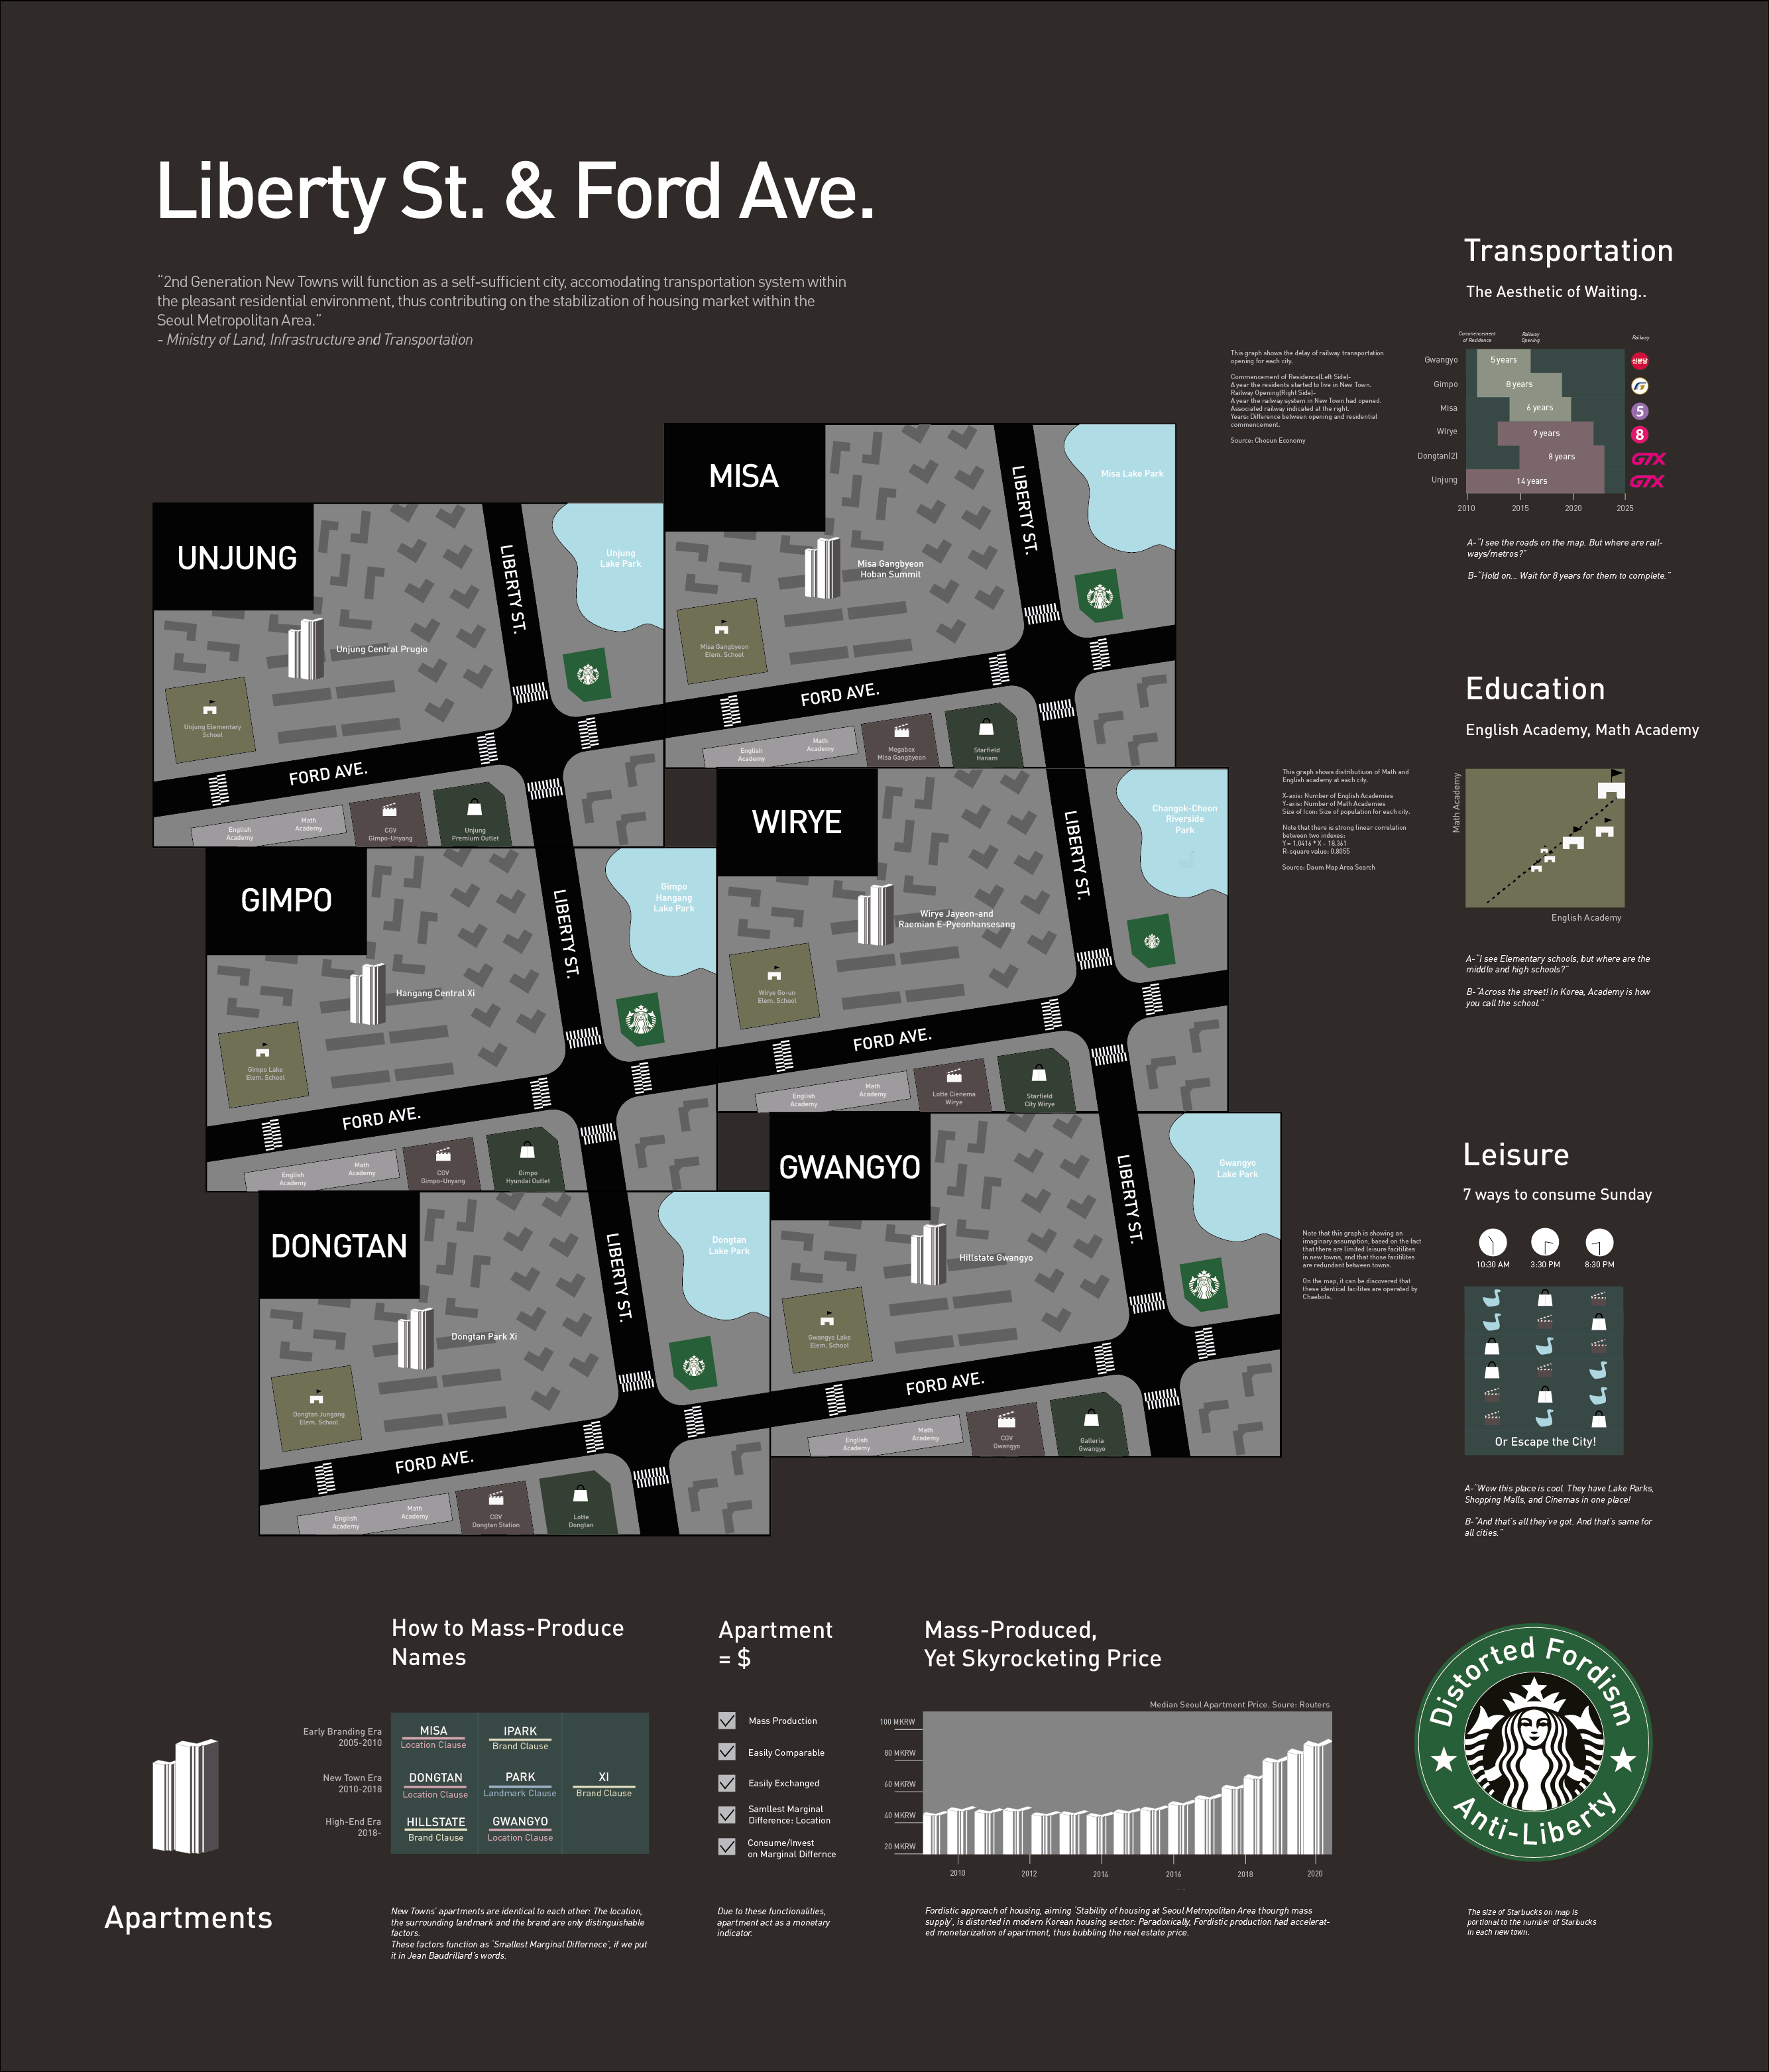 Liberty St. & Ford Ave.
“2nd Generation New Towns will function as a self-sufficient city, accomodating transportation system within
the pleasant residential environment, thus contributing on the stabilization of housing market within the
Seoul Metropolitan Area.”
- Ministry of Land, Infrastructure and Transportation
Transportation
The Aesthetic of Waiting..
This graph shows the delay of railway transportation
opening for each city.
Commencement of Residence(Left Side)-
A year the residents started to live in New Town.
Railway Opening(Right Side)-
A year the railway system in New Town had opened.
Associated railway indicated at the right.
Years: Difference between opening and residential
commencement.
Source: Chosun Economy
Commencement
of Residence
Railway
Opening
Railway
Gwangyo
5 years
신분당
Gimpo
8 years
Misa
6 years
5
Wirye
9 years
8
Dongtan(2)
8 years
GTX
Unjung
14 years
GTX
2010
2015
2020
2025
A-“I see the roads on the map. But where are rail-
ways/metros?”
B-“Hold on... Wait for 8 years for them to complete.”
MISA
LIBERTY ST.
Misa Lake Park
Misa Gangbyeon
Hoban Summit
Misa Gangbyeon
Elem. School
FORD AVE.
English
Academy
Math
Academy
Megabox
Misa Gangbyeon
Starfield
Hanam
UNJUNG
LIBERTY ST.
Unjung
Lake Park
Unjung Central Prugio
Unjung Elementary
School
FORD AVE.
English
Academy
Math
Academy
CGV
Gimpo-Unyang
Unjung
Premium Outlet
WIRYE
LIBERTY ST.
Changok-Cheon
Riverside
Park
Wirye Jayeon-and
Raemian E-Pyeonhansesang
Wirye Go-un
Elem. School
FORD AVE.
English
Academy
Math
Academy
Lotte Cienema
Wirye
Starfield
City Wirye
GIMPO
LIBERTY ST.
Gimpo
Hangang
Lake Park
Hangang Central Xi
Gimpo Lake
Elem. School
FORD AVE.
English
Academy
Math
Academy
CGV
Gimpo-Unyang
Gimpo
Hyundai Outlet
GWANGYO
LIBERTY ST.
Gwangyo
Lake Park
Hillstate Gwangyo
Gwangyo Lake
Elem. School
FORD AVE.
English
Academy
Math
Academy
CGV
Gwangyo
Galleria
Gwangyo
DONGTAN
LIBERTY ST.
Dongtan
Lake Park
Dongtan Park Xi
Dongtan Jungang
Elem. School
FORD AVE.
English
Academy
Math
Academy
CGV
Dongtan Station
Lotte
Dongtan
Education
English Academy, Math Academy
This graph shows distributiuon of Math and
English academy at each city.
X-axis: Number of English Academies
Y-axis: Number of Math Academies
Size of Icon: Size of population for each city.
Note that there is strong linear correlation
between two indexes:
Y = 1.0416 * X - 18.361
R-square value: 0.8055
Source: Daum Map Area Search
Math Academy
English Academy
A-“I see Elementary schools, but where are the
middle and high schools?”
B-“Across the street! In Korea, Academy is how
you call the school.”
Leisure
7 ways to consume Sunday
Note that this graph is showing an
imaginary assumption, based on the fact
that there are limited leisure facitilites
in new towns, and that those facitilites
are redundant between towns.
On the map, it can be discovered that
these identical facilites are operated by
Chaebols.
10:30 AM
3:30 PM
8:30 PM
Or Escape the City!
A-“Wow this place is cool. They have Lake Parks,
Shopping Malls, and Cinemas in one place!
B-“And that’s all they’ve got. And that’s same for
all cities.”
Apartments
How to Mass-Produce
Names
Early Branding Era
2005-2010
MISA
Location Clause
IPARK
Brand Clause
New Town Era
2010-2018
DONGTAN
Location Clause
PARK
Landmark Clause
XI
Brand Clause
High-End Era
2018-
HILLSTATE
Brand Clause
GWANGYO
Location Clause
New Towns’ apartments are identical to each other: The location,
the surrounding landmark and the brand are only distinguishable
factors.
These factors function as ‘Smallest Marginal Differnece’, if we put
it in Jean Baudrillard’s words.
Apartment
= $
Mass Production
Easily Comparable
Easily Exchanged
Samllest Marginal
Difference: Location
Consume/Invest
on Marginal Differnce
Due to these functionalities,
apartment act as a monetary
indicator.
Mass-Produced,
Yet Skyrocketing Price
Median Seoul Apartment Price. Soure: Routers
100 MKRW
80 MKRW
60 MKRW
40 MKRW
20 MKRW
2010
2012
2014
2016
2018
2020
Fordistic approach of housing, aiming ‘Stability of housing at Seoul Metropolitan Area thourgh mass
supply’, is distorted in modern Korean housing sector: Paradoxically, Fordistic production had accelerat-
ed monetarization of apartment, thus bubbling the real estate price.
Distorted Fordism
Anti-Liberty
The size of Starbucks on map is
portional to the number of Starbucks
in each new town.